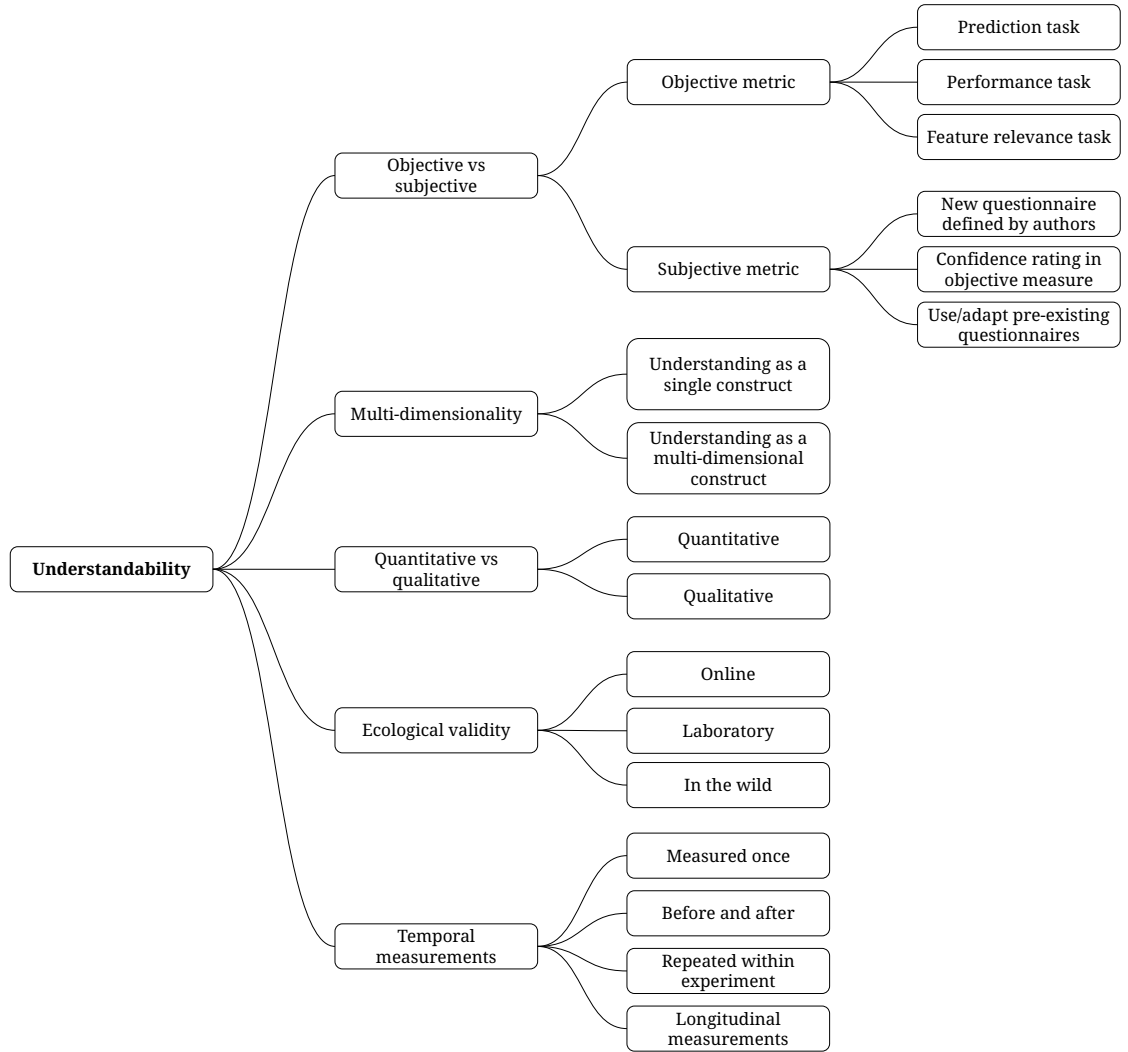 Understandability
Objective vs
subjective
Objective metric
Prediction task
Performance task
Feature relevance task
Subjective metric
New questionnaire
defined by authors
Confidence rating in
objective measure
Use/adapt pre-existing
questionnaires
Multi-dimensionality
Understanding as a
single construct
Understanding as a
multi-dimensional
construct
Quantitative vs
qualitative
Quantitative
Qualitative
Ecological validity
Online
Laboratory
In the wild
Temporal
measurements
Measured once
Before and after
Repeated within
experiment
Longitudinal
measurements